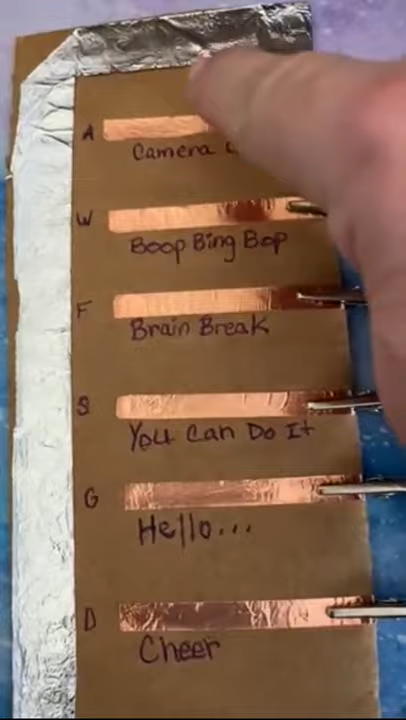 A
Camera
W
Boop Bing Bop
F
Brain Break
S
You Can Do It
G
Hello...
D
Cheer